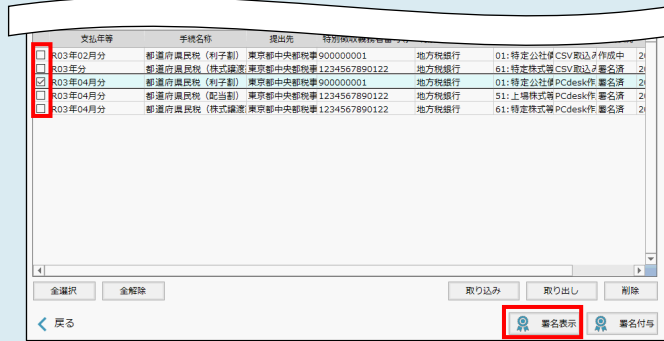 支払年等 手続名称 提出先
R03年02月分 都道府県民税（利子割） 東京都中央都税事 900000001 地方税銀行 01:特定公社債 CSV取込み 作成中 20
R03年分 都道府県民税（株式譲渡 東京都中央都税事 1234567890122 地方税銀行 61:特定株式等 CSV取込み 署名済 20
R03年04月分 都道府県民税（利子割） 東京都中央都税事 900000001 地方税銀行 01:特定公社債 PCdesk作 署名済 20
R03年04月分 都道府県民税（配当割） 東京都中央都税事 1234567890122 地方税銀行 51:上場株式等 PCdesk作 署名済 20
R03年04月分 都道府県民税（株式譲渡 東京都中央都税事 1234567890122 地方税銀行 61:特定株式等 PCdesk作 署名済 20
全選択 全解除 取り込み 取り出し 削除
戻る 署名表示 署名付与